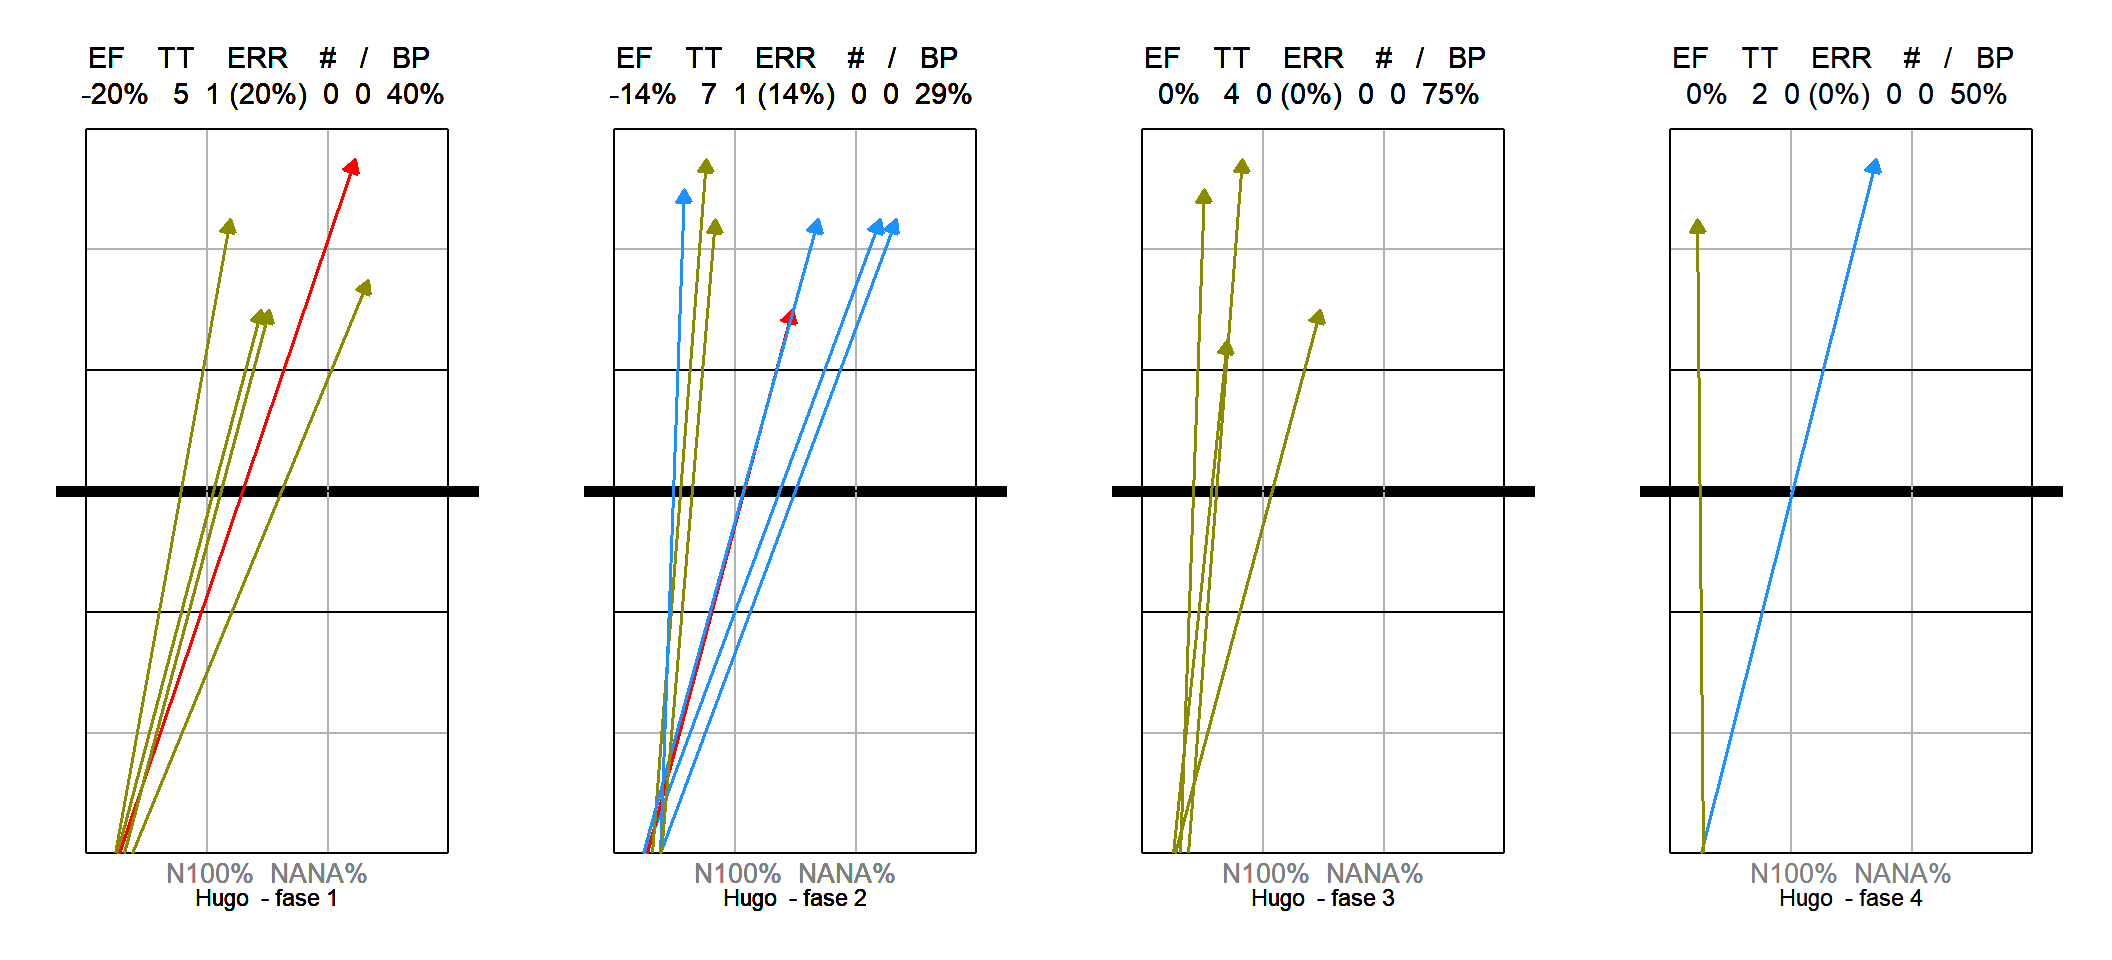 EF TT ERR # / BP
-20% 5 1 (20%) 0 0 40%
N100% NANA%
Hugo - fase 1
EF TT ERR # / BP
-14% 7 1 (14%) 0 0 29%
N100% NANA%
Hugo - fase 2
EF TT ERR # / BP
0% 4 0 (0%) 0 0 75%
N100% NANA%
Hugo - fase 3
EF TT ERR # / BP
0% 2 0 (0%) 0 0 50%
N100% NANA%
Hugo - fase 4